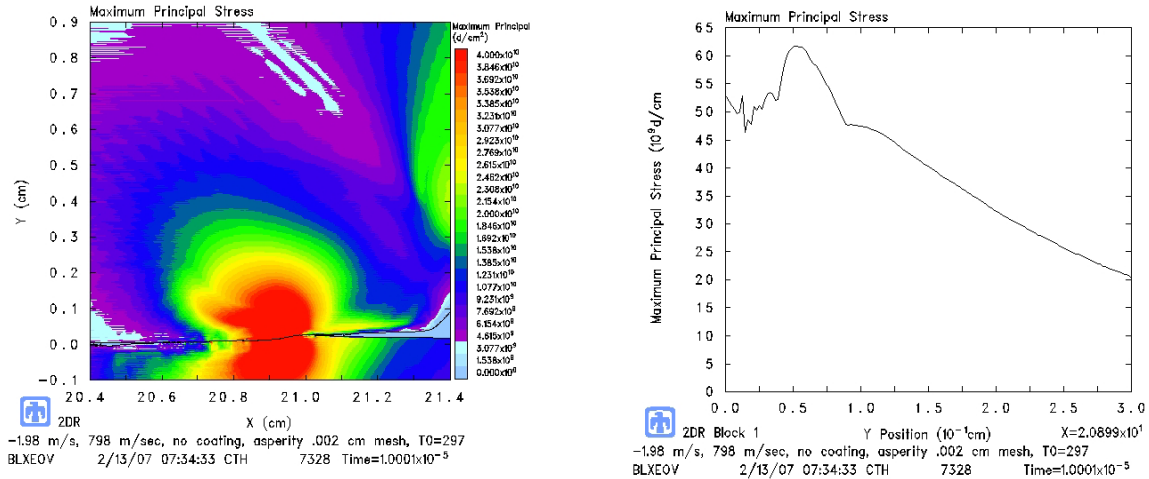 Maximum Principal Stress
Maximum Principal
(d/cm²)
0.9
0.8
0.7
0.6
0.5
0.4
0.3
0.2
0.1
0.0
−0.1
Y (cm)
20.4 20.6 20.8 21.0 21.2 21.4
X (cm)
4.000x10¹⁰
3.846x10¹⁰
3.692x10¹⁰
3.538x10¹⁰
3.385x10¹⁰
3.231x10¹⁰
3.077x10¹⁰
2.923x10¹⁰
2.769x10¹⁰
2.615x10¹⁰
2.462x10¹⁰
2.308x10¹⁰
2.154x10¹⁰
2.000x10¹⁰
1.846x10¹⁰
1.692x10¹⁰
1.538x10¹⁰
1.385x10¹⁰
1.231x10¹⁰
1.077x10¹⁰
9.231x10⁹
7.692x10⁹
6.154x10⁹
4.615x10⁹
3.077x10⁹
1.538x10⁹
0.000x10⁰
2DR
−1.98 m/s, 798 m/sec, no coating, asperity .002 cm mesh, T0=297
BLXEOV 2/13/07 07:34:33 CTH 7328 Time=1.0001x10⁻⁵
Maximum Principal Stress
65
60
55
50
45
40
35
30
25
20
15
10
5
0
Maximum Principal Stress (10⁹d/cm)
0.0 0.5 1.0 1.5 2.0 2.5 3.0
2DR Block 1 Y Position (10⁻¹cm) X=2.0899x10¹
−1.98 m/s, 798 m/sec, no coating, asperity .002 cm mesh, T0=297
BLXEOV 2/13/07 07:34:33 CTH 7328 Time=1.0001x10⁻⁵